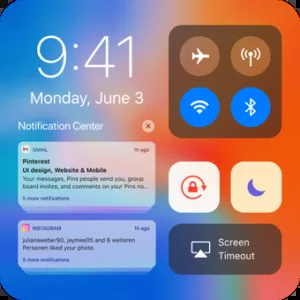 9:41
Monday, June 3
Notification Center
GMAIL
1h ago
Pinterest
UI design, Website & Mobile
Your messages, Pins people send you, group
board invites, and comments on your Pins no...
5 more notifications
INSTAGRAM
1h ago
julianaweber90, jaymee05 and 8 weiteren
Personen liked your photo.
5 more notifications
Screen
Timeout